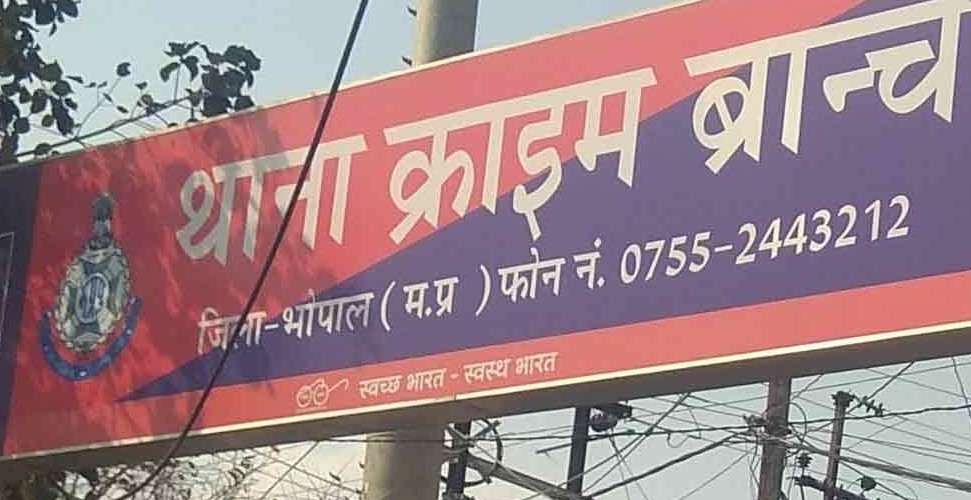 थाना क्राइम ब्रान्च
जिला-भोपाल ( म.प्र ) फोन नं. 0755-2443212
स्वच्छ भारत - स्वस्थ भारत